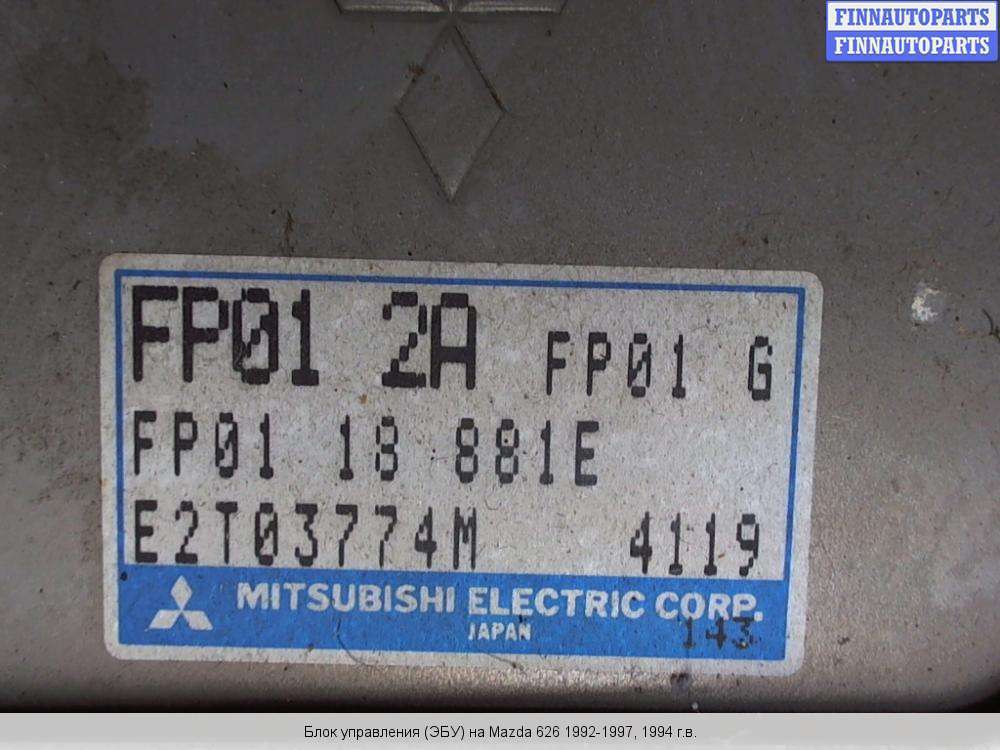 FINNAUTOPARTS
FINNAUTOPARTS
FP01 2A FP01 G
FP01 18 881E
E2T03774M 4119
MITSUBISHI ELECTRIC CORP.
JAPAN 143
Блок управления (ЭБУ) на Mazda 626 1992-1997, 1994 г.в.